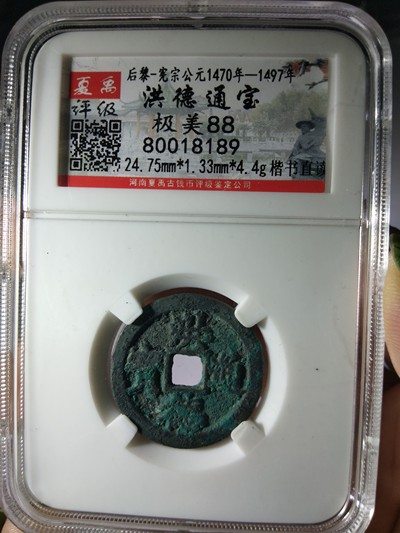 后黎-宪宗公元1470年—1497年
夏禹
评级
洪德通宝
极美88
80018189
24.75mm*1.33mm*4.4g 楷书直读
河南夏禹古钱币评级鉴定公司